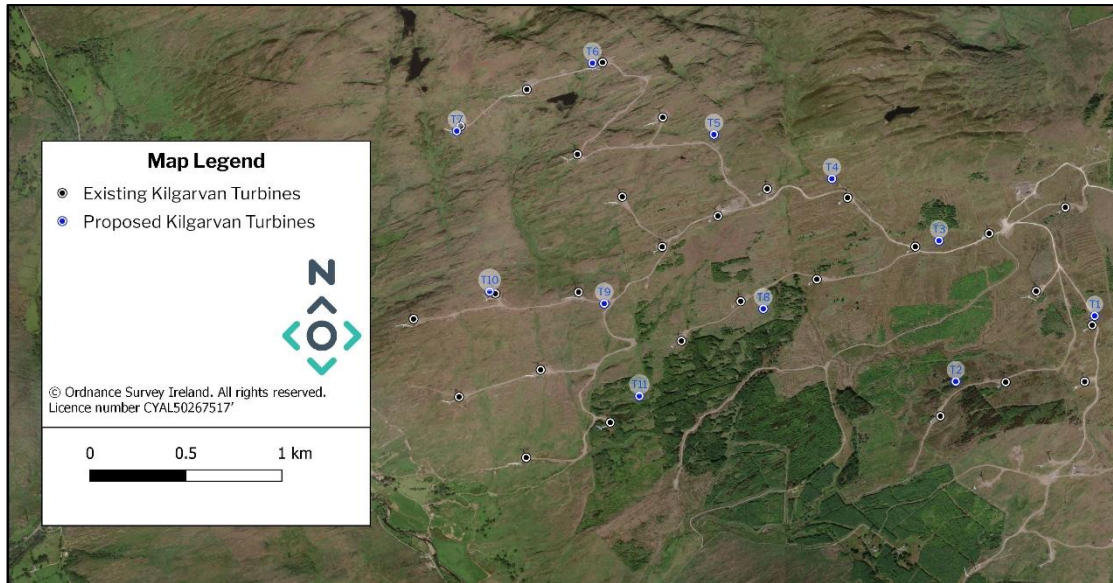 T6
T7
T5
Map Legend
Existing Kilgarvan Turbines
Proposed Kilgarvan Turbines
T4
T3
N
T10
T9
T8
T1
T2
T11
© Ordnance Survey Ireland. All rights reserved.
Licence number CYAL50267517’
0 0.5 1 km